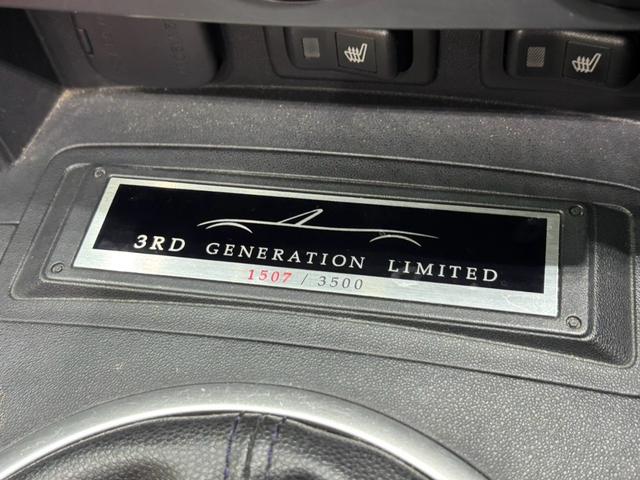 3RD GENERATION LIMITED
1507 / 3500